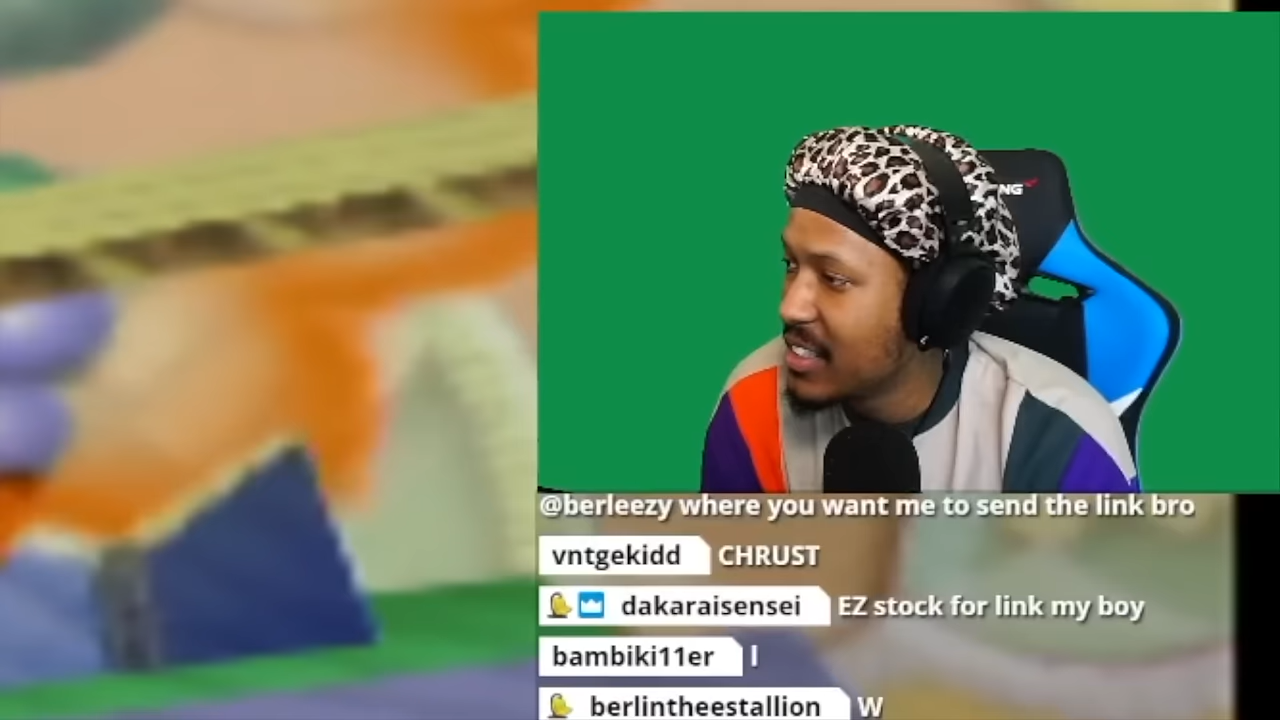 NG
@berleezy where you want me to send the link bro
vntgekidd CHRUST
dakaraisensei EZ stock for link my boy
bambiki11er l
berlintheestallion W